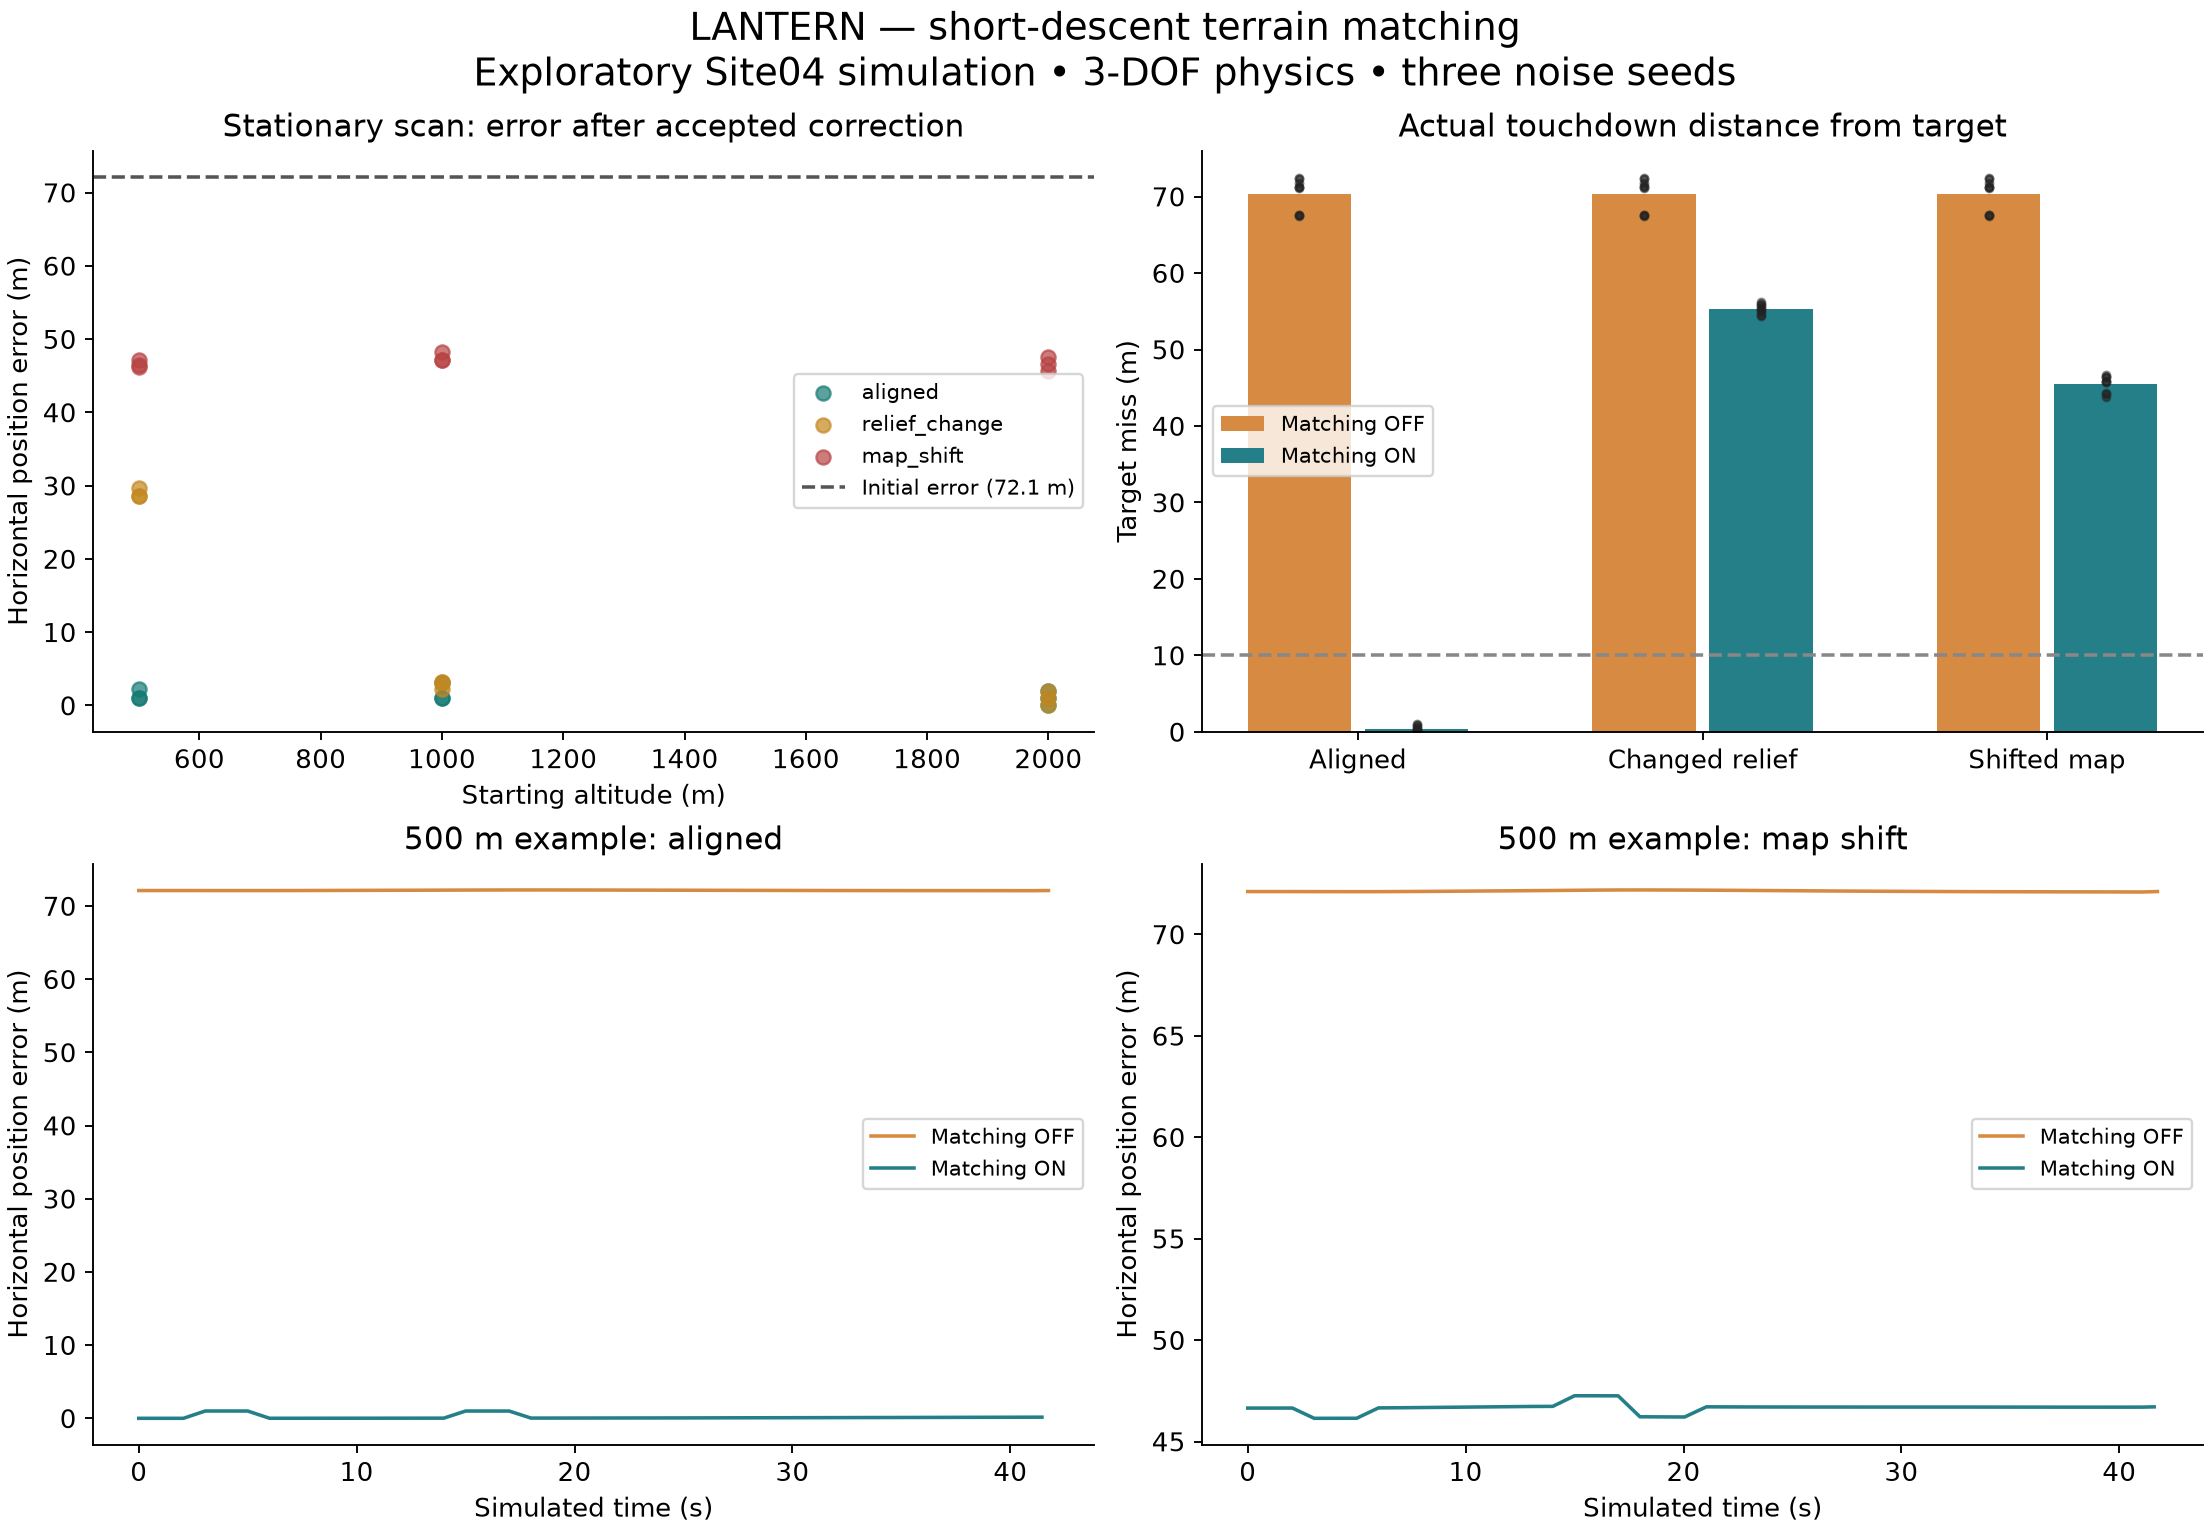 LANTERN — short-descent terrain matching
Exploratory Site04 simulation • 3-DOF physics • three noise seeds
Stationary scan: error after accepted correction
Horizontal position error (m)
70
60
50
40
30
20
10
0
aligned
relief_change
map_shift
Initial error (72.1 m)
600 800 1000 1200 1400 1600 1800 2000
Starting altitude (m)
Actual touchdown distance from target
Target miss (m)
70
60
50
40
30
20
10
0
Matching OFF
Matching ON
Aligned Changed relief Shifted map
500 m example: aligned
Horizontal position error (m)
70
60
50
40
30
20
10
0
Matching OFF
Matching ON
0 10 20 30 40
Simulated time (s)
500 m example: map shift
Horizontal position error (m)
70
65
60
55
50
45
Matching OFF
Matching ON
0 10 20 30 40
Simulated time (s)